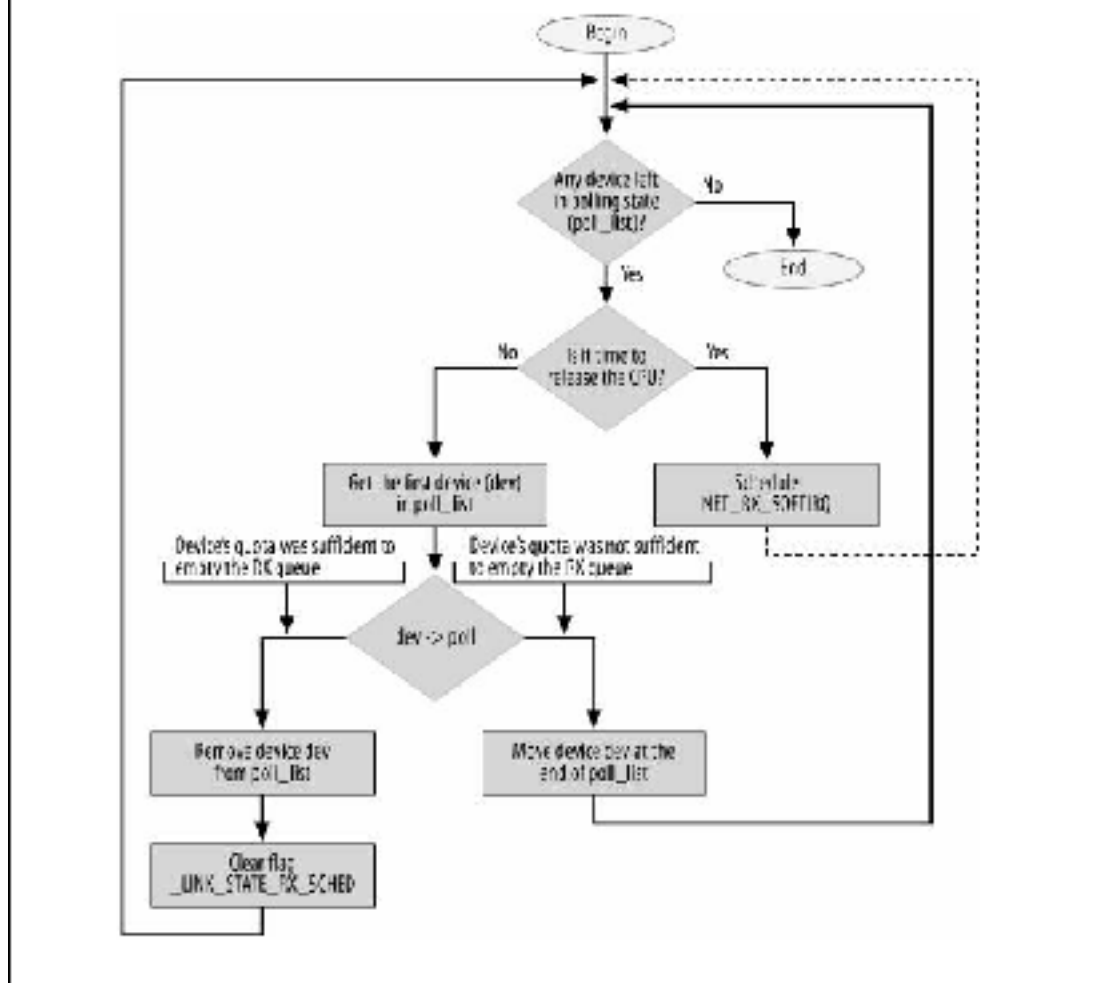 Begin
Any device left
in polling state
(poll_list)?
No
End
Yes
Is it time to
release the CPU?
No
Yes
Get the first device (dev)
in poll_list
Schedule
NET_RX_SOFTIRQ
Device's quota was sufficient to
empty the RX queue
Device's quota was not sufficient
to empty the RX queue
dev -> poll
Remove device dev
from poll_list
Move device dev at the
end of poll_list
Clear flag
_LINK_STATE_RX_SCHED